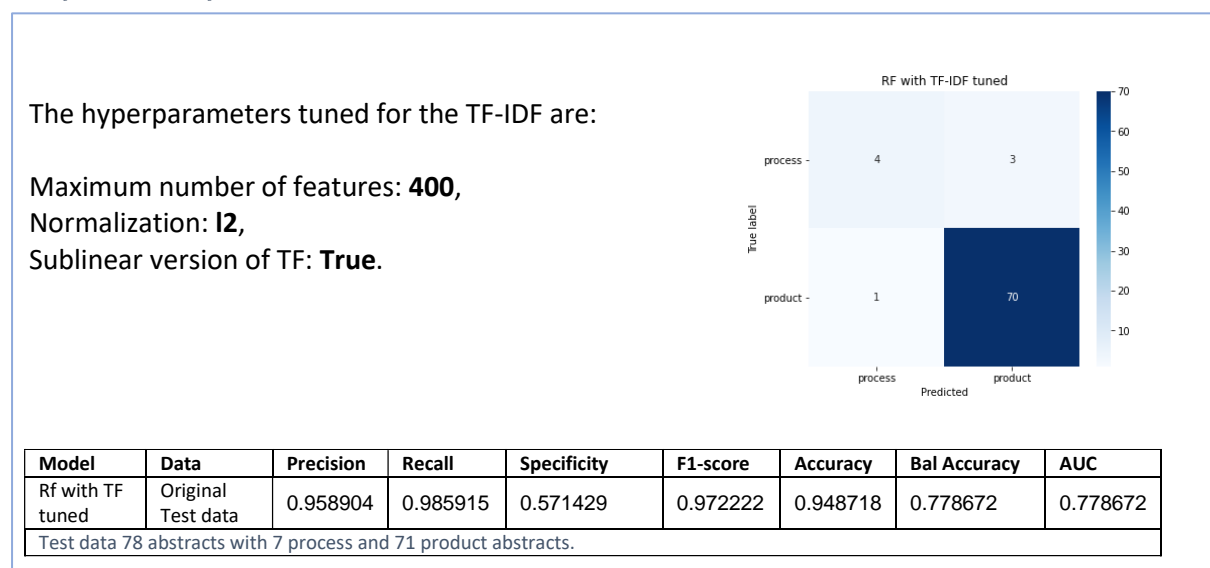 The hyperparameters tuned for the TF-IDF are:
Maximum number of features: 400,
Normalization: l2,
Sublinear version of TF: True.
RF with TF-IDF tuned
True label
process
4
3
product
1
70
process
product
Predicted
70
60
50
40
30
20
10
Model Data Precision Recall Specificity F1-score Accuracy Bal Accuracy AUC
Rf with TF tuned Original Test data 0.958904 0.985915 0.571429 0.972222 0.948718 0.778672 0.778672
Test data 78 abstracts with 7 process and 71 product abstracts.